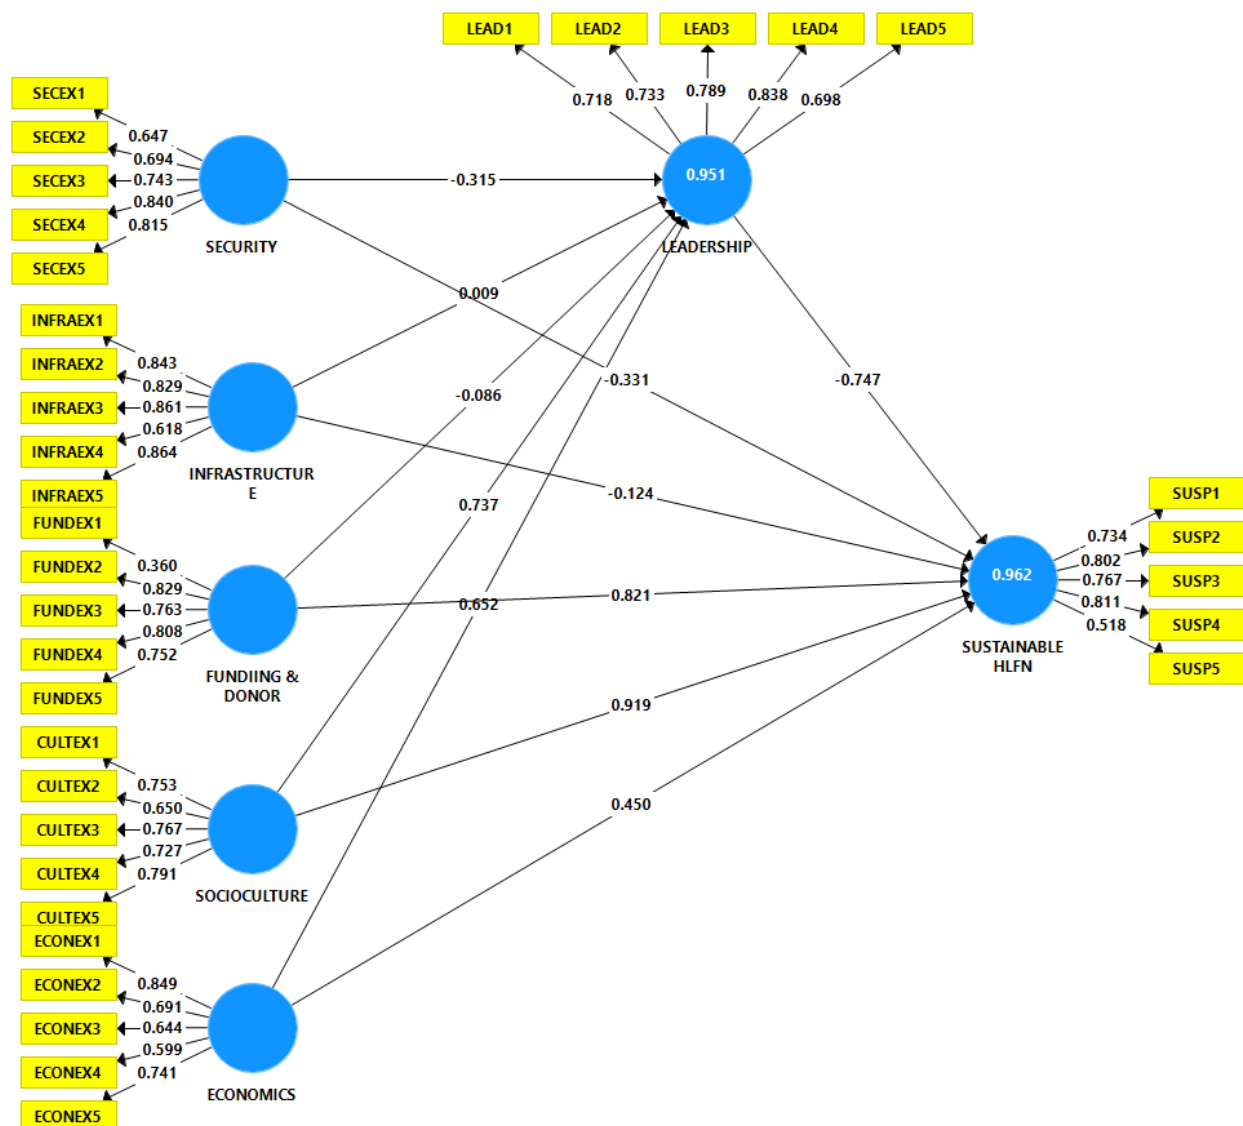 LEAD1
LEAD2
LEAD3
LEAD4
LEAD5
0.718
0.733
0.789
0.838
0.698
SECEX1
SECEX2
SECEX3
SECEX4
SECEX5
0.647
0.694
0.743
0.840
0.815
SECURITY
-0.315
0.951
LEADERSHIP
INFRAEX1
INFRAEX2
INFRAEX3
INFRAEX4
INFRAEX5
0.843
0.829
0.861
0.618
0.864
INFRASTRUCTUR
E
0.009
-0.331
-0.747
-0.086
-0.124
0.737
FUNDEX1
FUNDEX2
FUNDEX3
FUNDEX4
FUNDEX5
0.360
0.829
0.763
0.808
0.752
FUNDIING &
DONOR
0.652
0.821
0.962
SUSTAINABLE
HLFN
SUSP1
SUSP2
SUSP3
SUSP4
SUSP5
0.734
0.802
0.767
0.811
0.518
CULTEX1
CULTEX2
CULTEX3
CULTEX4
CULTEX5
0.753
0.650
0.767
0.727
0.791
SOCIOCULTURE
0.919
0.450
ECONEX1
ECONEX2
ECONEX3
ECONEX4
ECONEX5
0.849
0.691
0.644
0.599
0.741
ECONOMICS